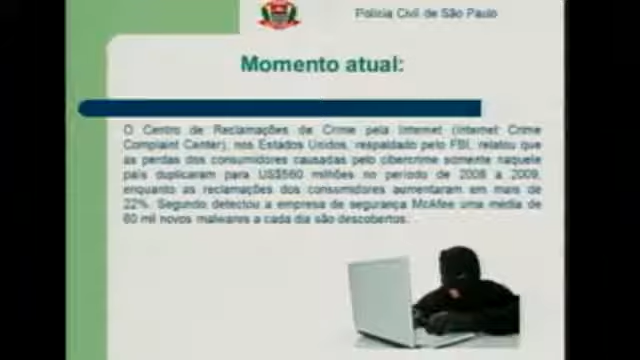 Polícia Civil de São Paulo
Momento atual:
O Centro de Reclamações de Crime pela Internet (Internet Crime
Complaint Center), nos Estados Unidos, respaldado pelo FBI, relatou que
as perdas dos consumidores causadas pelo cibercrime somente naquele
país duplicaram para US$560 milhões no período de 2008 a 2009,
enquanto as reclamações dos consumidores aumentaram em mais de
22%. Segundo detectou a empresa de segurança McAfee uma média de
60 mil novos malwares a cada dia são descobertos.